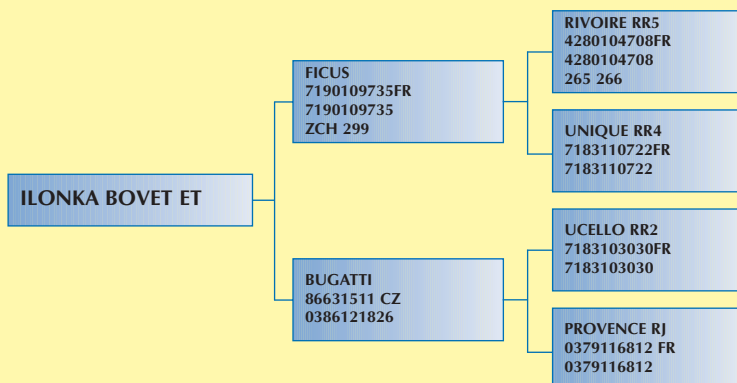 ILONKA BOVET ET
FICUS
7190109735FR
7190109735
ZCH 299
BUGATTI
86631511 CZ
0386121826
RIVOIRE RR5
4280104708FR
4280104708
265 266
UNIQUE RR4
7183110722FR
7183110722
UCELLO RR2
7183103030FR
7183103030
PROVENCE RJ
0379116812 FR
0379116812